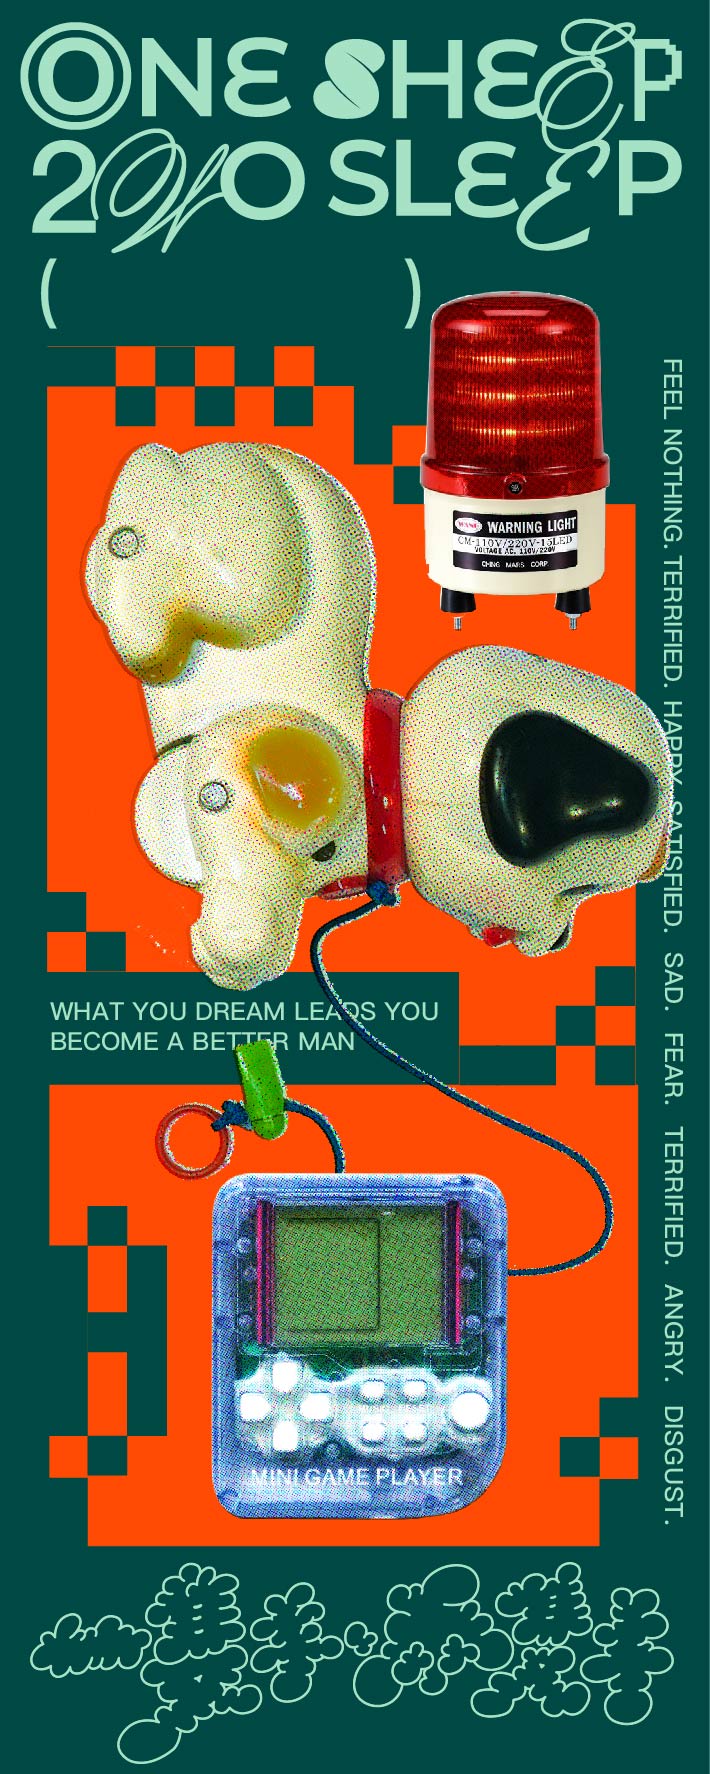 ONE SHEEP
2WO SLEEP
( )
WARNING LIGHT
CM-110V/220V-15LED
VOLTAGE AC. 110V/220V
CHING MARS CORP.
FEEL NOTHING. TERRIFIED. HAPPY. SATISFIED. SAD. FEAR. TERRIFIED. ANGRY. DISGUST.
WHAT YOU DREAM LEADS YOU
BECOME A BETTER MAN
MINI GAME PLAYER